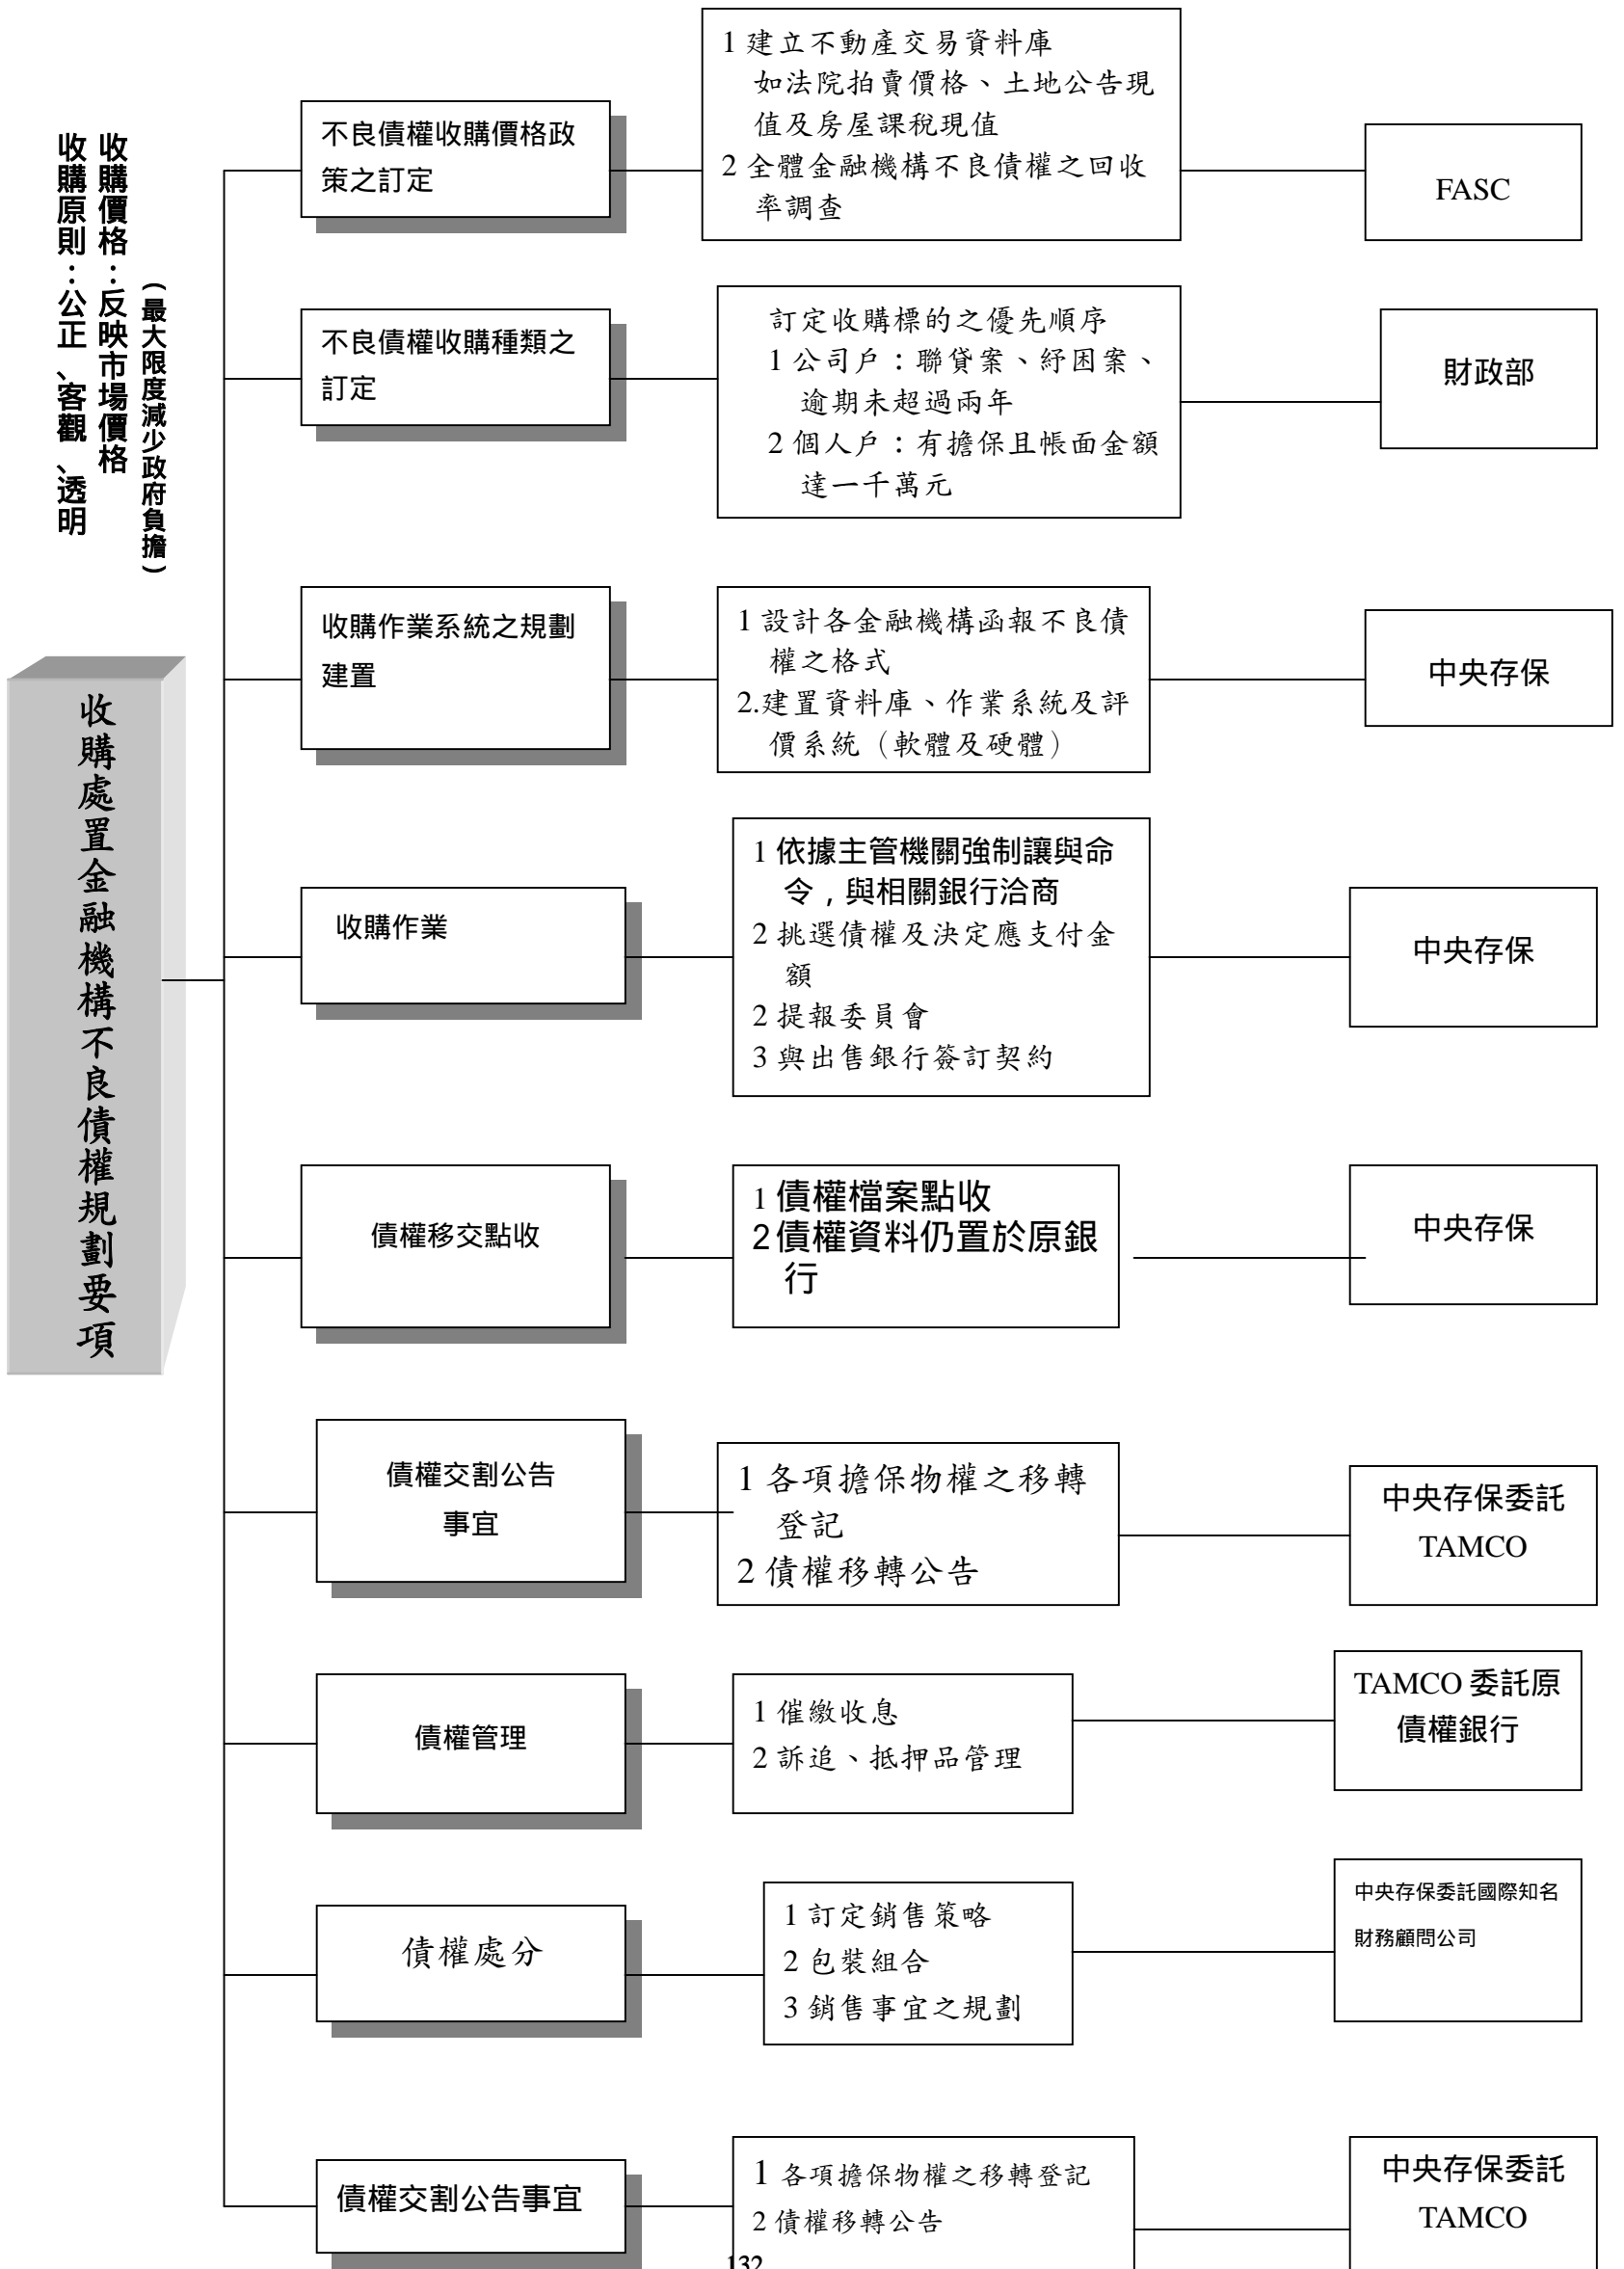 收購原則：公正、客觀、透明
收購價格：反映市場價格
（最大限度減少政府負擔）
收購處置金融機構不良債權規劃要項
不良債權收購價格政
策之訂定
1 建立不動產交易資料庫
如法院拍賣價格、土地公告現
值及房屋課稅現值
2 全體金融機構不良債權之回收
率調查
FASC
不良債權收購種類之
訂定
訂定收購標的之優先順序
1 公司戶：聯貸案、紓困案、
逾期未超過兩年
2 個人戶：有擔保且帳面金額
達一千萬元
財政部
收購作業系統之規劃
建置
1 設計各金融機構函報不良債
權之格式
2.建置資料庫、作業系統及評
價系統（軟體及硬體）
中央存保
收購作業
1 依據主管機關強制讓與命
令，與相關銀行洽商
2 挑選債權及決定應支付金
額
2 提報委員會
3 與出售銀行簽訂契約
中央存保
債權移交點收
1 債權檔案點收
2債權資料仍置於原銀
行
中央存保
債權交割公告
事宜
1 各項擔保物權之移轉
登記
2 債權移轉公告
中央存保委託
TAMCO
債權管理
1 催繳收息
2 訴追、抵押品管理
TAMCO 委託原
債權銀行
債權處分
1 訂定銷售策略
2 包裝組合
3 銷售事宜之規劃
中央存保委託國際知名
財務顧問公司
債權交割公告事宜
1 各項擔保物權之移轉登記
2 債權移轉公告
中央存保委託
TAMCO
132